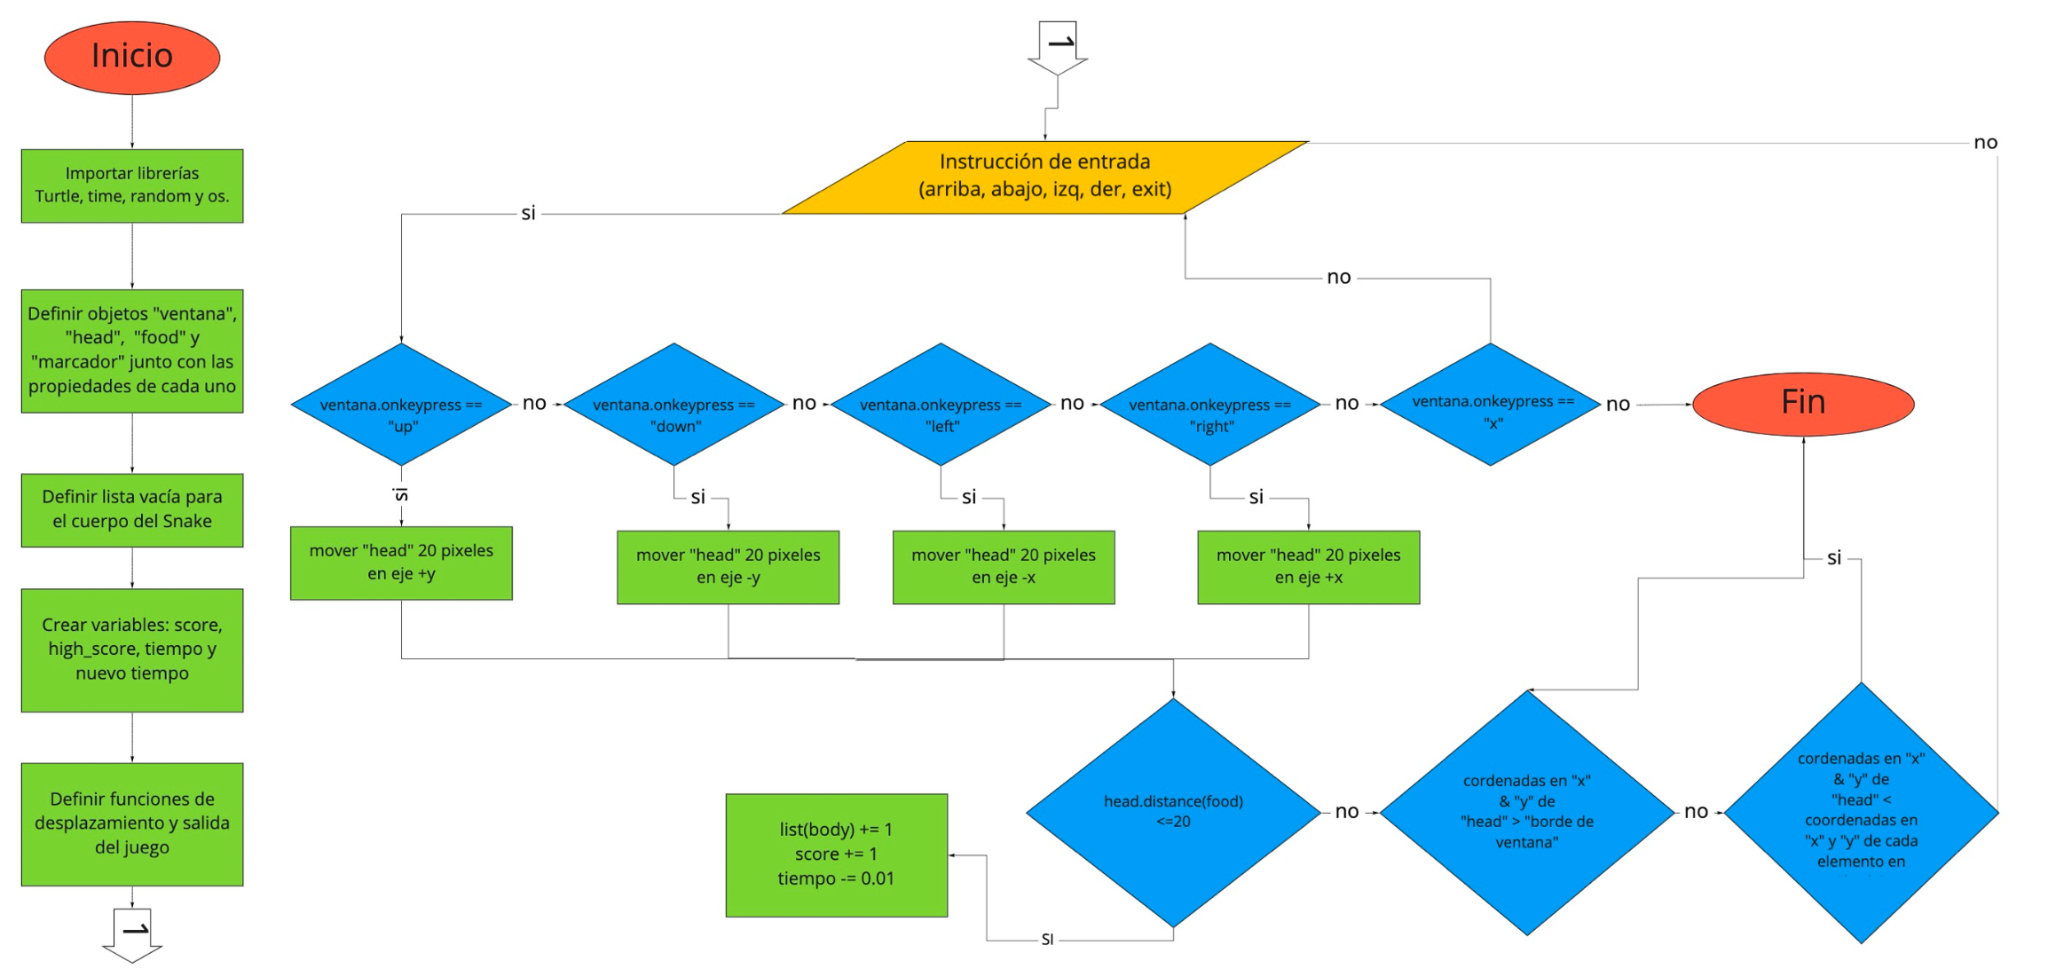 Inicio
Importar librerías
Turtle, time, random y os.
Definir objetos "ventana",
"head", "food" y
"marcador" junto con las
propiedades de cada uno
Definir lista vacía para
el cuerpo del Snake
Crear variables: score,
high_score, tiempo y
nuevo tiempo
Definir funciones de
desplazamiento y salida
del juego
1
1
Instrucción de entrada
(arriba, abajo, izq, der, exit)
no
si
no
ventana.onkeypress ==
"up"
no
ventana.onkeypress ==
"down"
no
ventana.onkeypress ==
"left"
no
ventana.onkeypress ==
"right"
no
ventana.onkeypress ==
"x"
no
Fin
si
si
si
si
mover "head" 20 pixeles
en eje +y
mover "head" 20 pixeles
en eje -y
mover "head" 20 pixeles
en eje -x
mover "head" 20 pixeles
en eje +x
si
list(body) += 1
score += 1
tiempo -= 0.01
SI
head.distance(food)
<=20
no
cordenadas en "x"
& "y" de
"head" > "borde de
ventana"
no
cordenadas en "x"
& "y" de
"head" <
coordenadas en
"x" y "y" de cada
elemento en